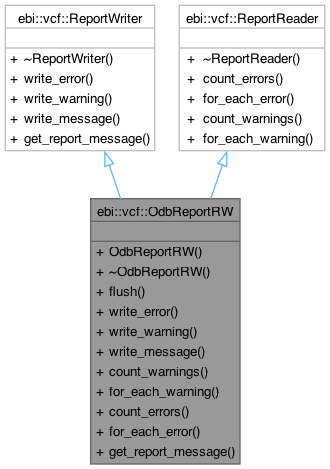 ebi::vcf::ReportWriter
+ ~ReportWriter()
+ write_error()
+ write_warning()
+ write_message()
+ get_report_message()
ebi::vcf::ReportReader
+ ~ReportReader()
+ count_errors()
+ for_each_error()
+ count_warnings()
+ for_each_warning()
ebi::vcf::OdbReportRW
+ OdbReportRW()
+ ~OdbReportRW()
+ flush()
+ write_error()
+ write_warning()
+ write_message()
+ count_warnings()
+ for_each_warning()
+ count_errors()
+ for_each_error()
+ get_report_message()